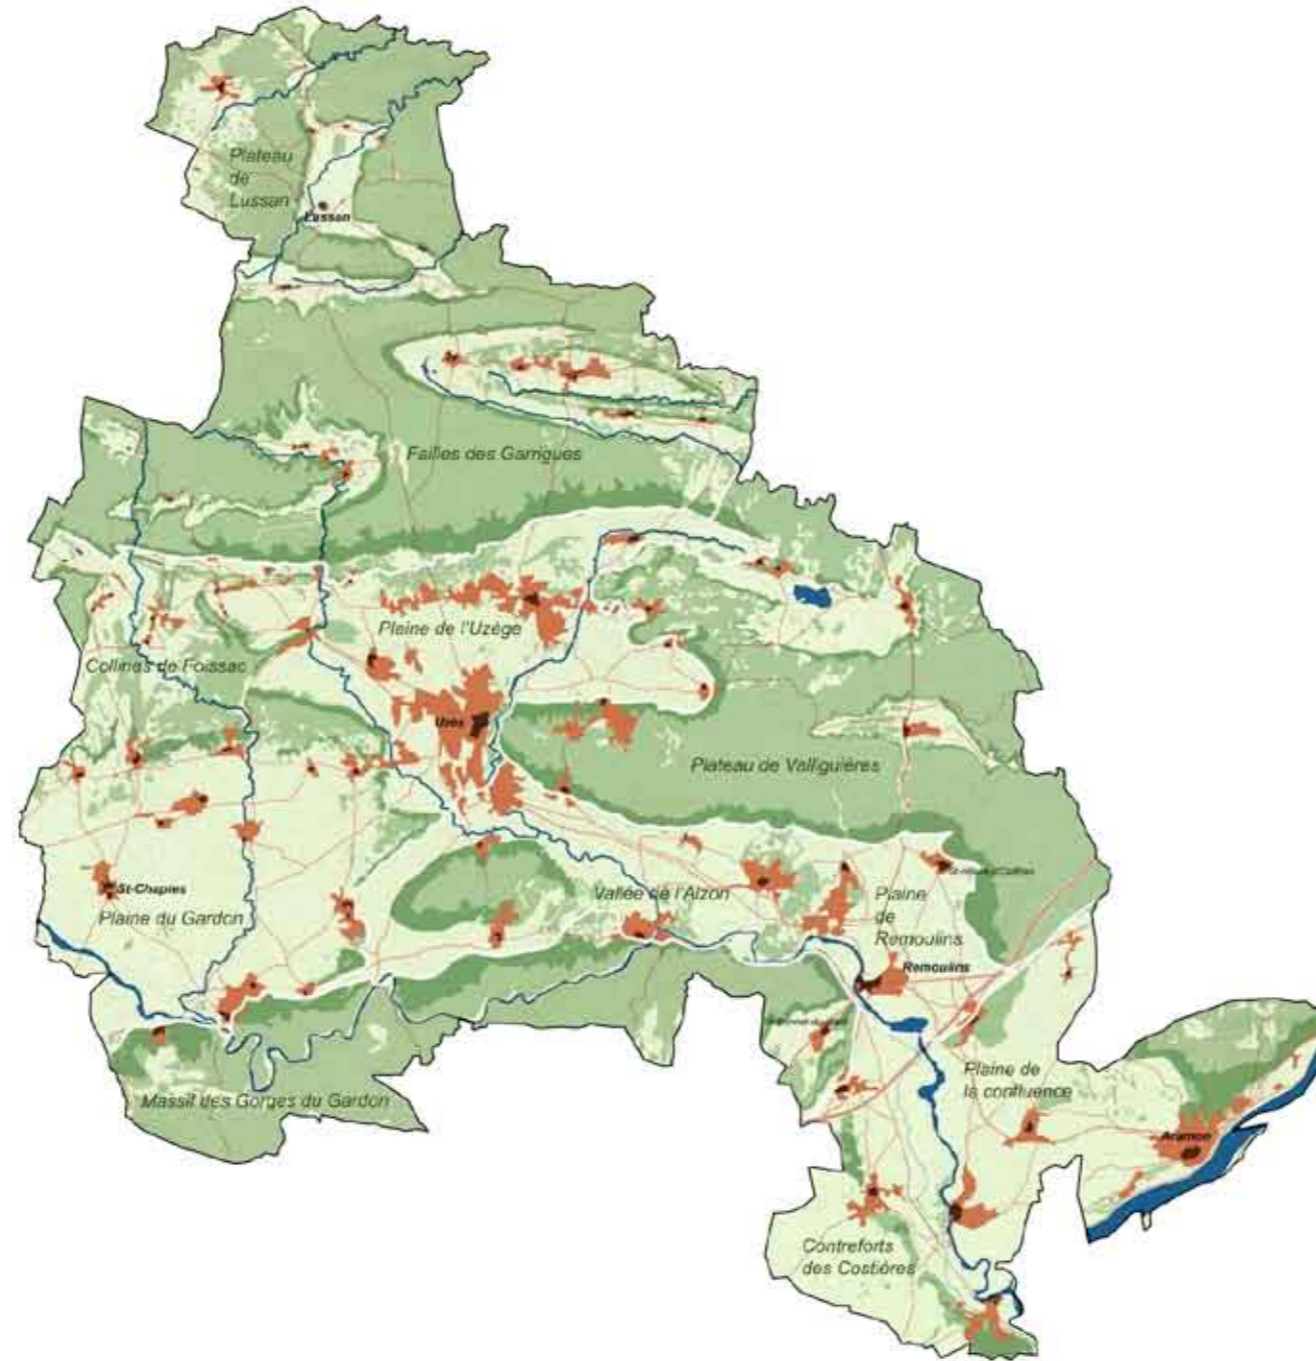 Plateau
de
Lussan
Lussan
Failles des Garrigues
Plaine de l'Uzège
Collines de Foissac
Uzès
Plateau de Valliguières
St-Chaptes
Plaine du Gardon
Vallée de l'Alzon
Plaine
de
Remoulins
Remoulins
Plaine de
la confluence
Massif des Gorges du Gardon
Aramon
Contreforts
des Costières